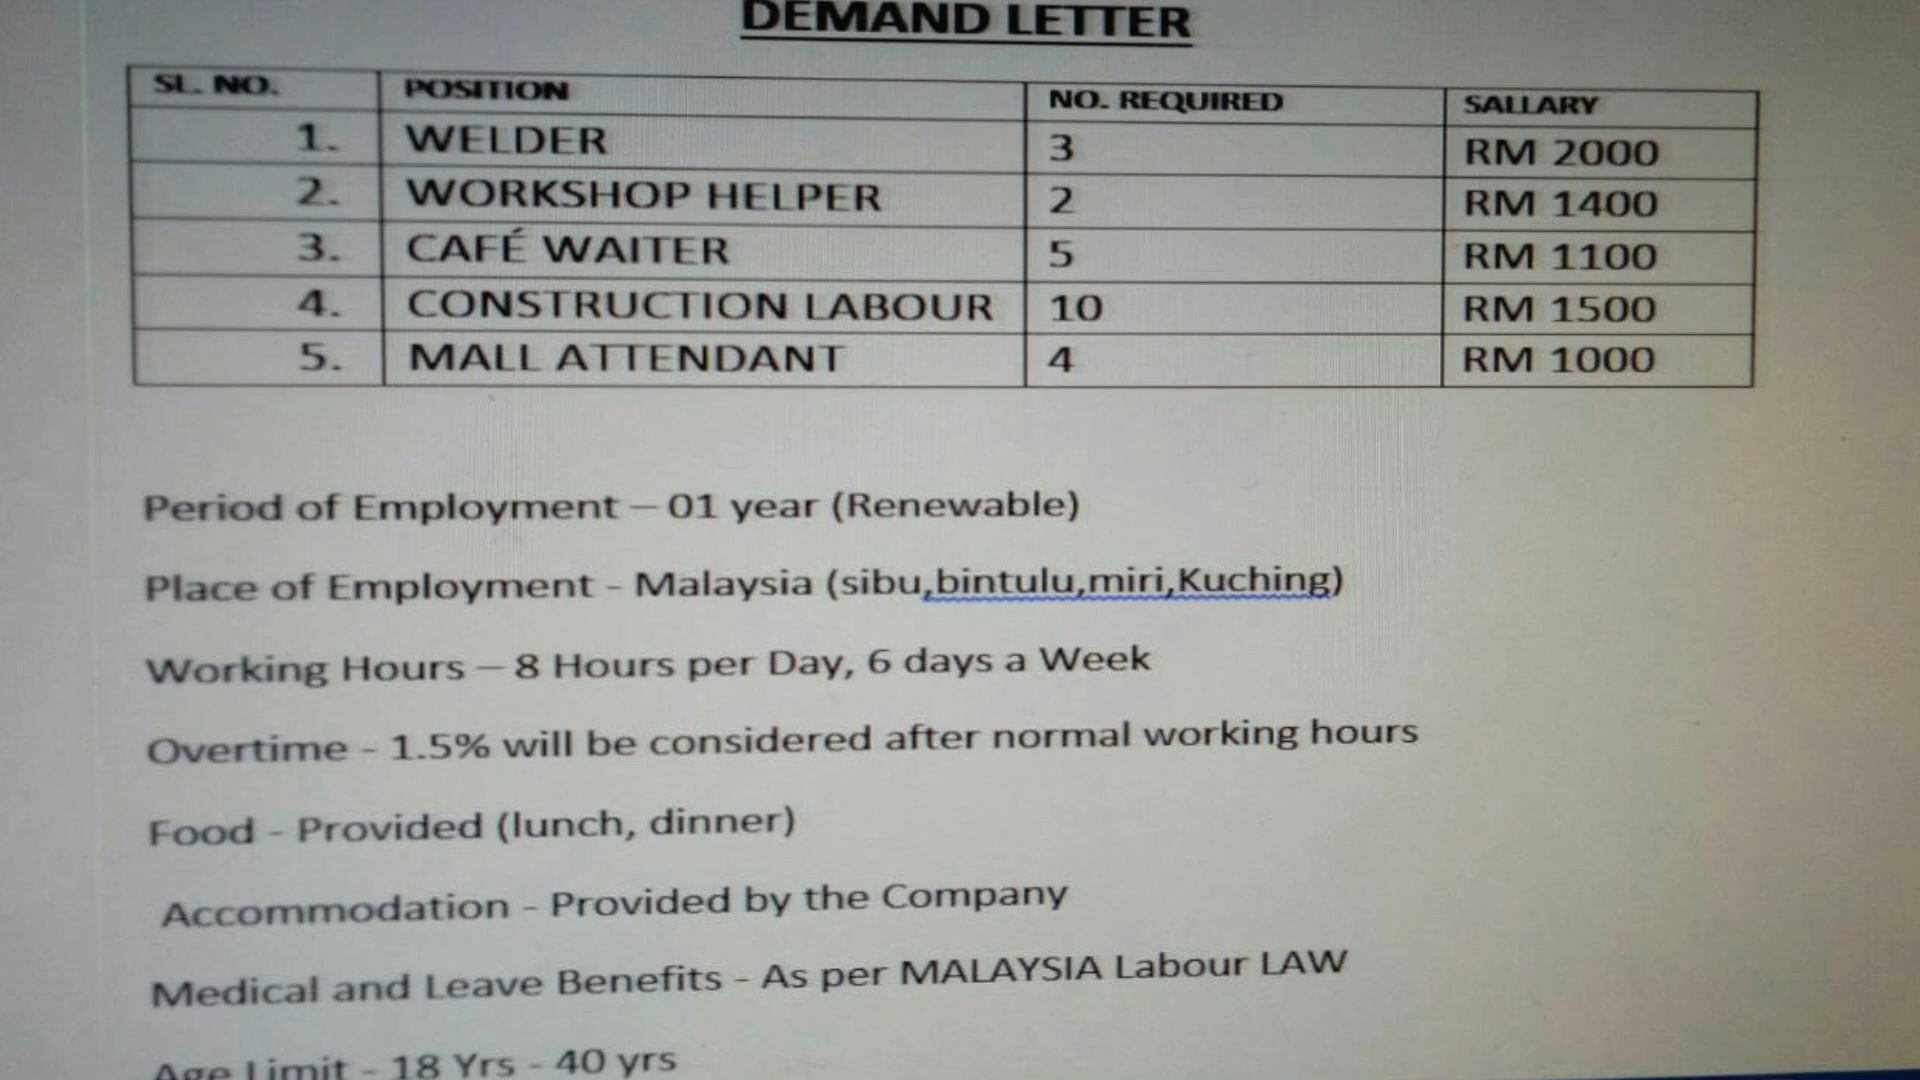 DEMAND LETTER
SL. NO. POSITION NO. REQUIRED SALLARY
1. WELDER 3 RM 2000
2. WORKSHOP HELPER 2 RM 1400
3. CAFÉ WAITER 5 RM 1100
4. CONSTRUCTION LABOUR 10 RM 1500
5. MALL ATTENDANT 4 RM 1000
Period of Employment – 01 year (Renewable)
Place of Employment - Malaysia (sibu,bintulu,miri,Kuching)
Working Hours – 8 Hours per Day, 6 days a Week
Overtime - 1.5% will be considered after normal working hours
Food - Provided (lunch, dinner)
Accommodation - Provided by the Company
Medical and Leave Benefits - As per MALAYSIA Labour LAW
Age Limit - 18 Yrs - 40 yrs